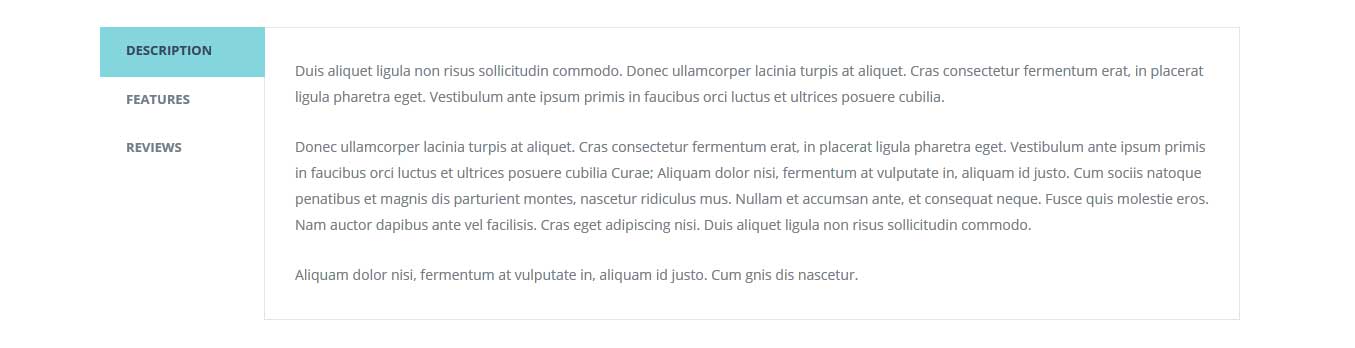 DESCRIPTION
FEATURES
REVIEWS
Duis aliquet ligula non risus sollicitudin commodo. Donec ullamcorper lacinia turpis at aliquet. Cras consectetur fermentum erat, in placerat
ligula pharetra eget. Vestibulum ante ipsum primis in faucibus orci luctus et ultrices posuere cubilia.
Donec ullamcorper lacinia turpis at aliquet. Cras consectetur fermentum erat, in placerat ligula pharetra eget. Vestibulum ante ipsum primis
in faucibus orci luctus et ultrices posuere cubilia Curae; Aliquam dolor nisi, fermentum at vulputate in, aliquam id justo. Cum sociis natoque
penatibus et magnis dis parturient montes, nascetur ridiculus mus. Nullam et accumsan ante, et consequat neque. Fusce quis molestie eros.
Nam auctor dapibus ante vel facilisis. Cras eget adipiscing nisi. Duis aliquet ligula non risus sollicitudin commodo.
Aliquam dolor nisi, fermentum at vulputate in, aliquam id justo. Cum gnis dis nascetur.